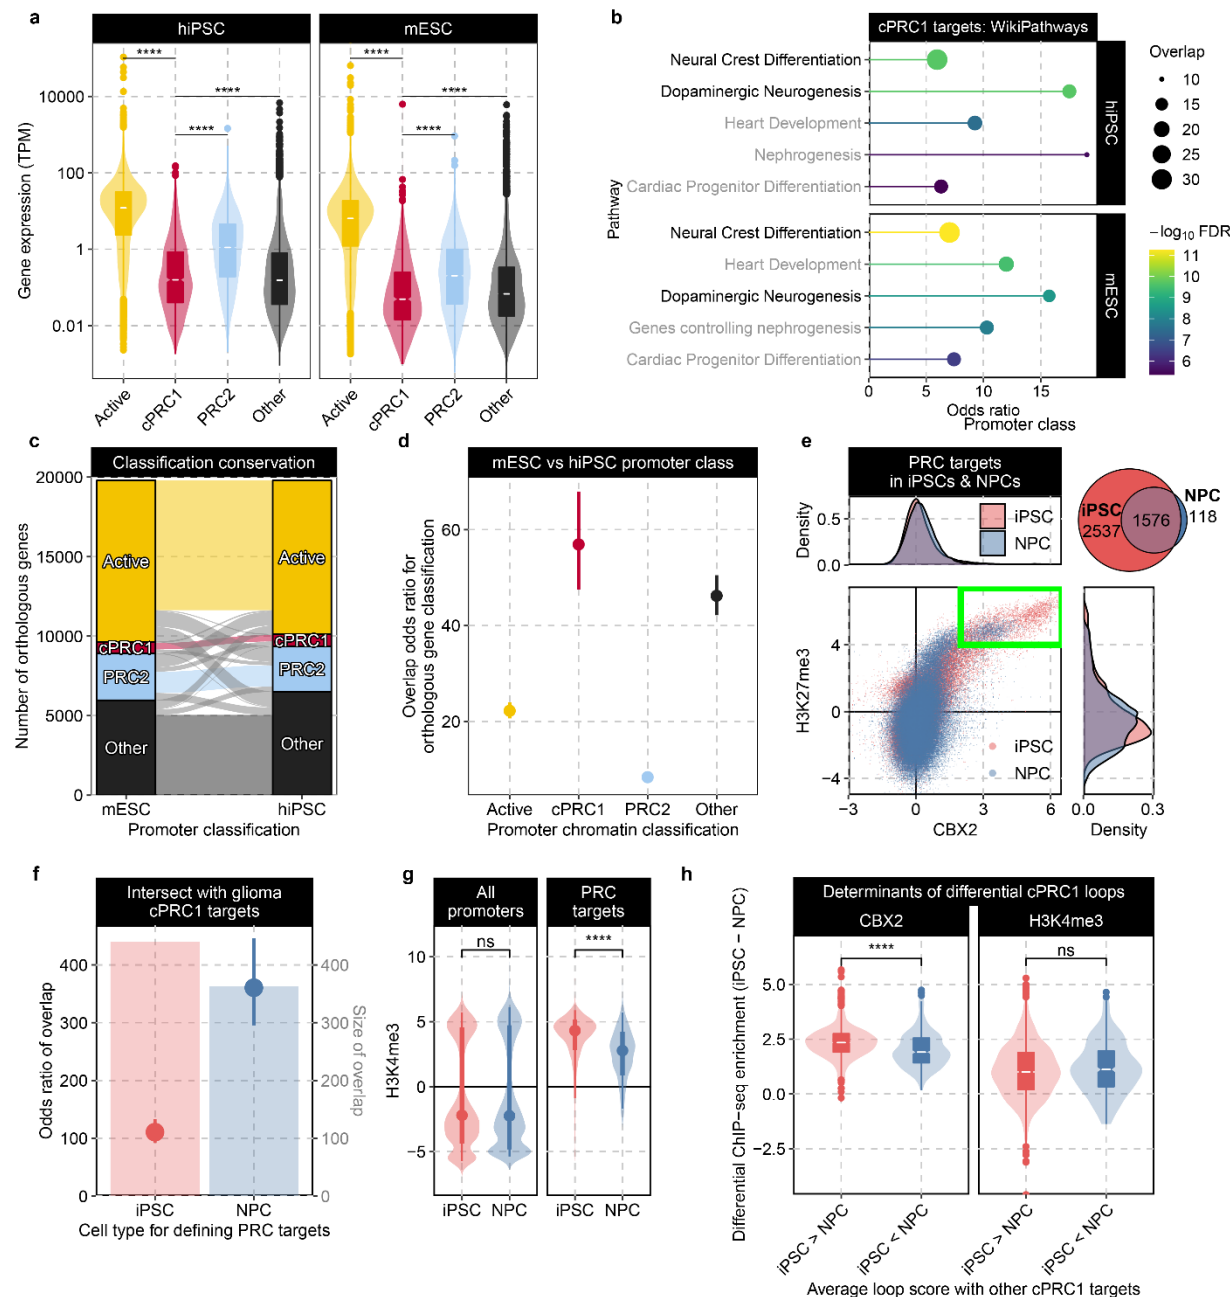 a
hiPSC
mESC
****
****
****
****
****
****
Gene expression (TPM)
10000
100
1
0.01
Active
cPRC1
PRC2
Other
Active
cPRC1
PRC2
Other
b
cPRC1 targets: WikiPathways
Pathway
Neural Crest Differentiation
Dopaminergic Neurogenesis
Heart Development
Nephrogenesis
Cardiac Progenitor Differentiation
hiPSC
Neural Crest Differentiation
Heart Development
Dopaminergic Neurogenesis
Genes controlling nephrogenesis
Cardiac Progenitor Differentiation
mESC
0
5
10
15
Odds ratio
Promoter class
Overlap
10
15
20
25
30
−log10 FDR
11
10
9
8
7
6
c
Classification conservation
Number of orthologous genes
20000
15000
10000
5000
0
Active
cPRC1
PRC2
Other
Active
cPRC1
PRC2
Other
mESC
hiPSC
Promoter classification
d
mESC vs hiPSC promoter class
Overlap odds ratio for
orthologous gene classification
60
40
20
Active
cPRC1
PRC2
Other
Promoter chromatin classification
e
PRC targets
in iPSCs & NPCs
Density
0.5
0.0
iPSC
NPC
iPSC
2537
1576
NPC
118
H3K27me3
4
0
−4
iPSC
NPC
−3
0
3
6
CBX2
0.0
0.3
Density
f
Intersect with glioma
cPRC1 targets
Odds ratio of overlap
400
300
200
100
0
400
300
200
100
0
Size of overlap
iPSC
NPC
Cell type for defining PRC targets
g
All
promoters
PRC
targets
ns
****
H3K4me3
10
5
0
−5
iPSC
NPC
iPSC
NPC
h
Determinants of differential cPRC1 loops
CBX2
H3K4me3
****
ns
Differential ChIP−seq enrichment (iPSC − NPC)
5.0
2.5
0.0
−2.5
iPSC > NPC
iPSC < NPC
iPSC > NPC
iPSC < NPC
Average loop score with other cPRC1 targets